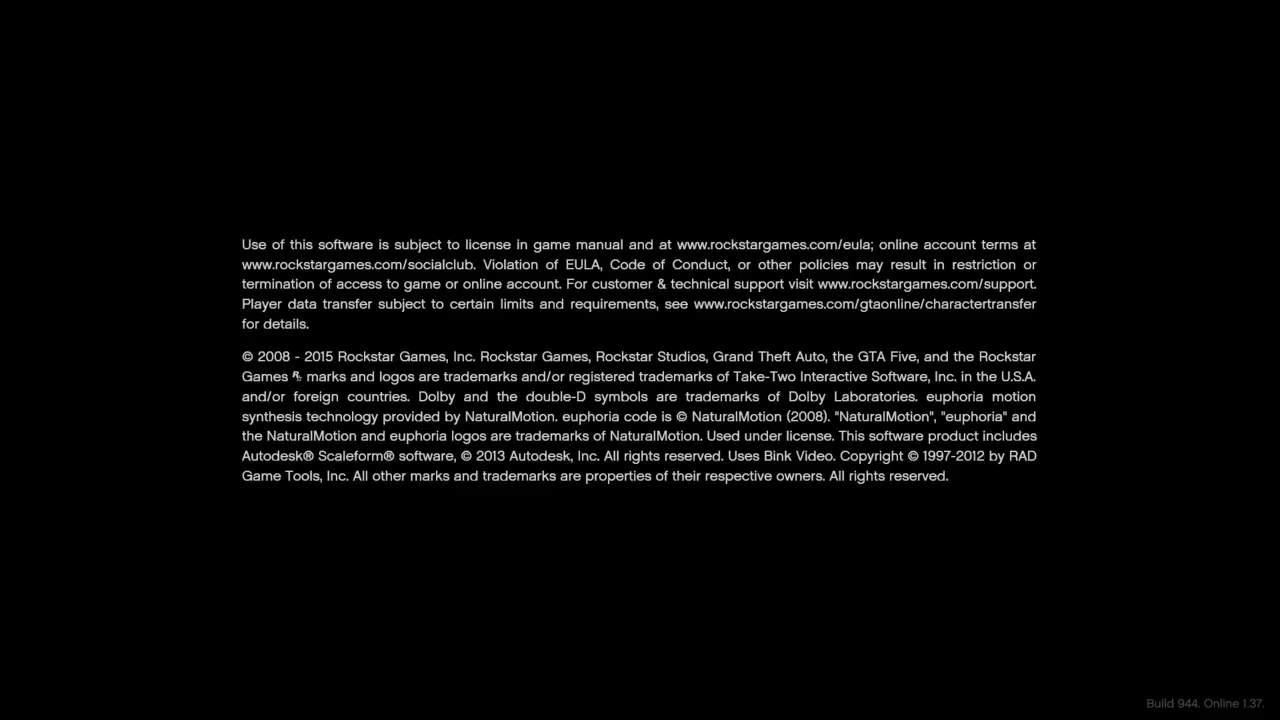 Use of this software is subject to license in game manual and at www.rockstargames.com/eula; online account terms at
www.rockstargames.com/socialclub. Violation of EULA, Code of Conduct, or other policies may result in restriction or
termination of access to game or online account. For customer & technical support visit www.rockstargames.com/support.
Player data transfer subject to certain limits and requirements, see www.rockstargames.com/gtaonline/charactertransfer
for details.
© 2008 - 2015 Rockstar Games, Inc. Rockstar Games, Rockstar Studios, Grand Theft Auto, the GTA Five, and the Rockstar
Games R* marks and logos are trademarks and/or registered trademarks of Take-Two Interactive Software, Inc. in the U.S.A.
and/or foreign countries. Dolby and the double-D symbols are trademarks of Dolby Laboratories. euphoria motion
synthesis technology provided by NaturalMotion. euphoria code is © NaturalMotion (2008). "NaturalMotion", "euphoria" and
the NaturalMotion and euphoria logos are trademarks of NaturalMotion. Used under license. This software product includes
Autodesk® Scaleform® software, © 2013 Autodesk, Inc. All rights reserved. Uses Bink Video. Copyright © 1997-2012 by RAD
Game Tools, Inc. All other marks and trademarks are properties of their respective owners. All rights reserved.
Build 944. Online 1.37.